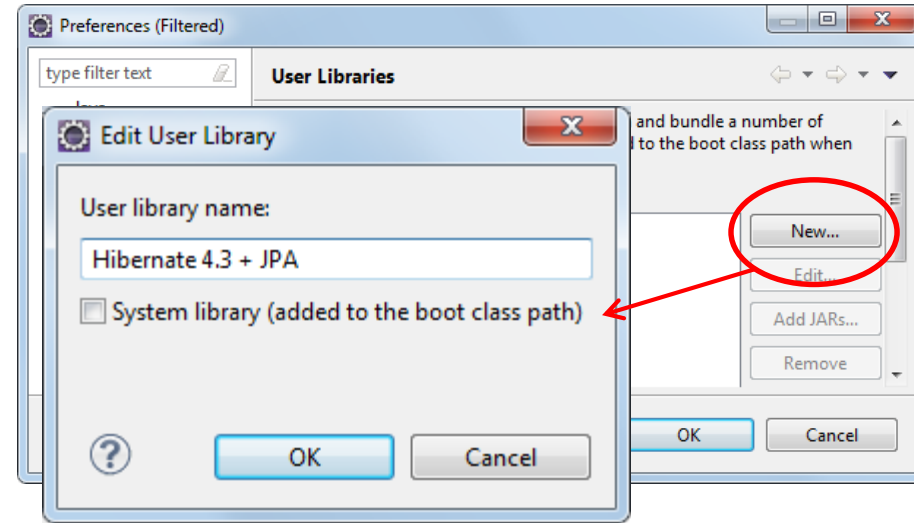 Preferences (Filtered)
type filter text
User Libraries
and bundle a number of
to the boot class path when
New...
Edit...
Add JARs...
Remove
OK
Cancel
Edit User Library
User library name:
Hibernate 4.3 + JPA
System library (added to the boot class path)
?
OK
Cancel